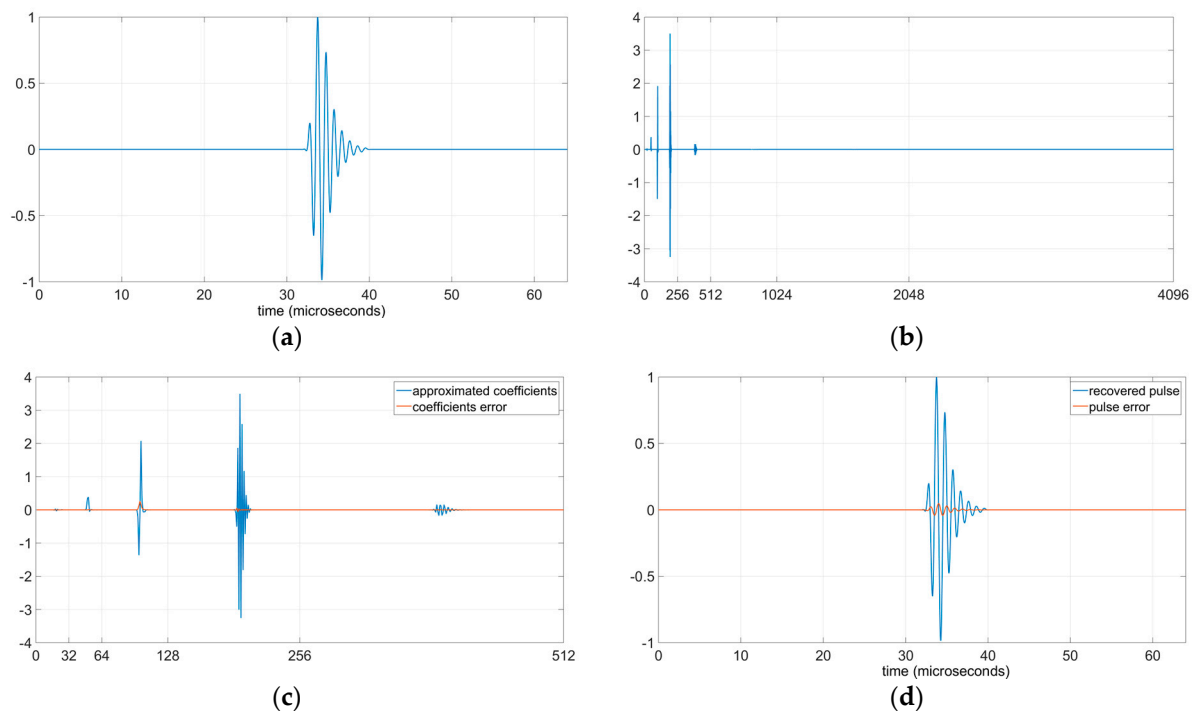 1
0.5
0
-0.5
-1
0 10 20 30 40 50 60
time (microseconds)
(a)
4
3
2
1
0
-1
-2
-3
-4
0 256 512 1024 2048 4096
(b)
4
3
2
1
0
-1
-2
-3
-4
approximated coefficients
coefficients error
0 32 64 128 256 512
(c)
1
0.5
0
-0.5
-1
recovered pulse
pulse error
0 10 20 30 40 50 60
time (microseconds)
(d)